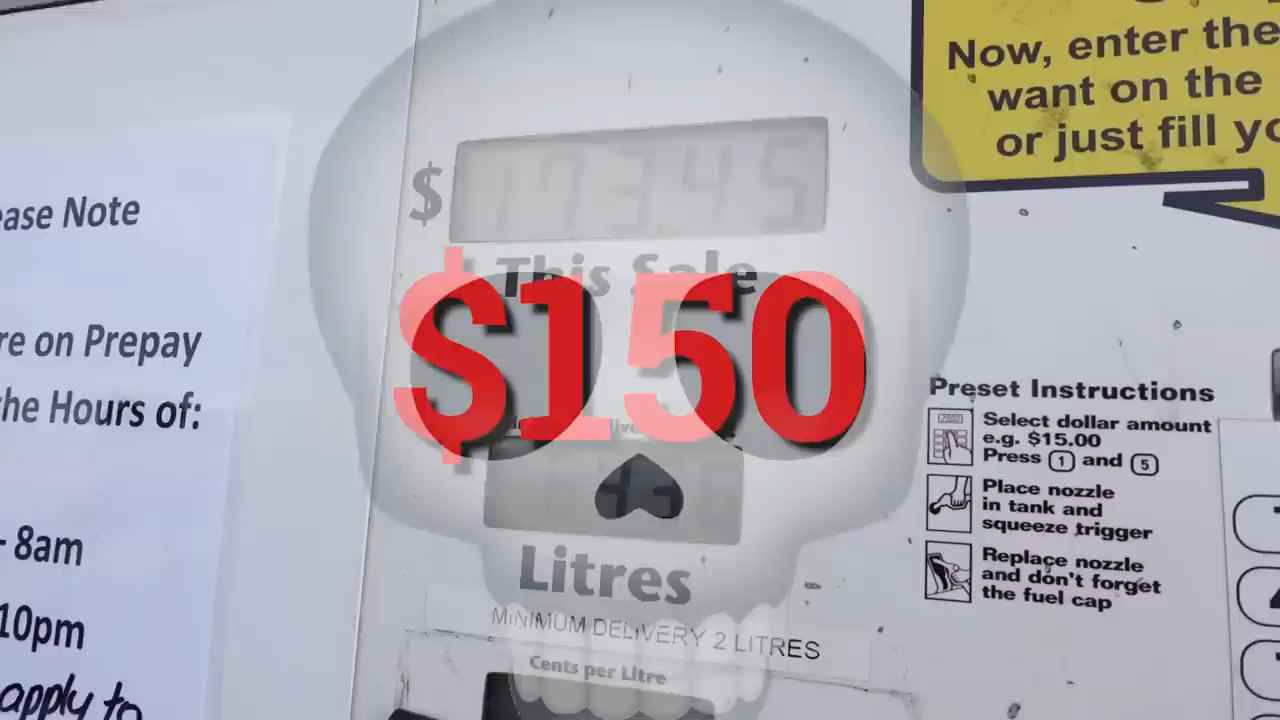 ease Note
re on Prepay
the Hours of:
- 8am
10pm
apply to
$ 173.45
This Sale
$150
Litres
MINIMUM DELIVERY 2 LITRES
Cents per Litre
Now, enter the
want on the
or just fill yo
Preset Instructions
Select dollar amount
e.g. $15.00
Press 1 and 5
Place nozzle
in tank and
squeeze trigger
Replace nozzle
and don't forget
the fuel cap